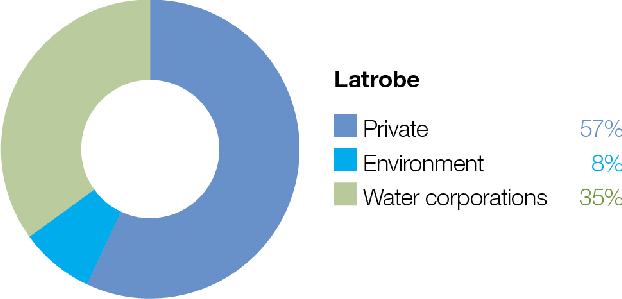 Latrobe
Private 57%
Environment 8%
Water corporations 35%